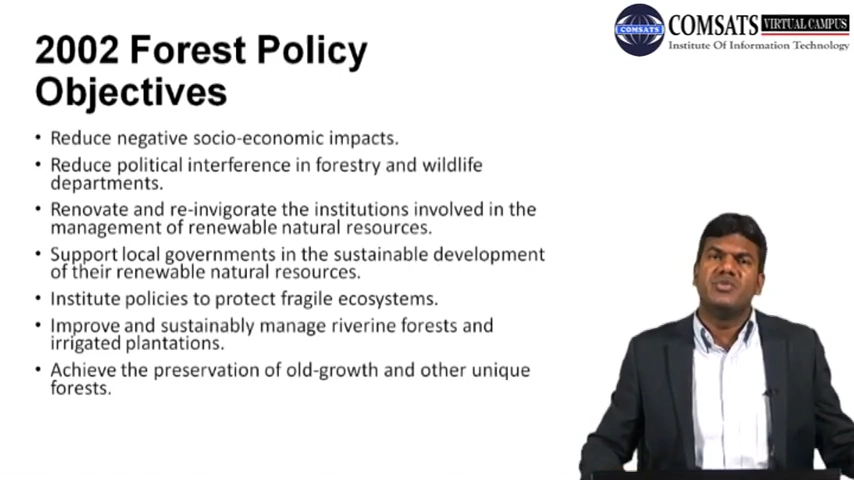 COMSATS
COMSATS VIRTUAL CAMPUS
Institute Of Information Technology
2002 Forest Policy
Objectives
• Reduce negative socio-economic impacts.
• Reduce political interference in forestry and wildlife
departments.
• Renovate and re-invigorate the institutions involved in the
management of renewable natural resources.
• Support local governments in the sustainable development
of their renewable natural resources.
• Institute policies to protect fragile ecosystems.
• Improve and sustainably manage riverine forests and
irrigated plantations.
• Achieve the preservation of old-growth and other unique
forests.